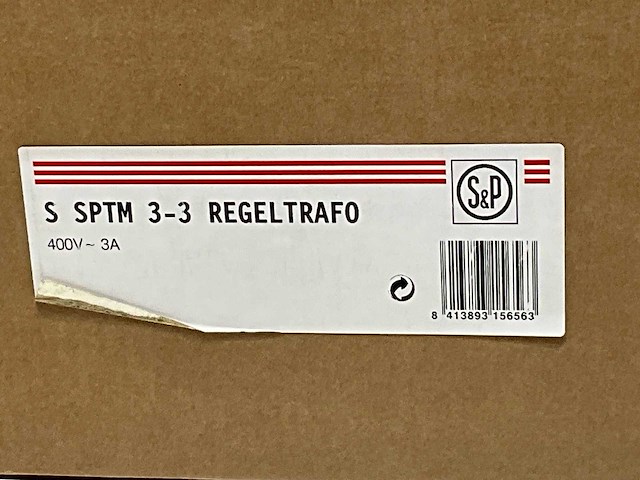 S&P
S SPTM 3-3 REGELTRAFO
400V~ 3A
8 413893 156563